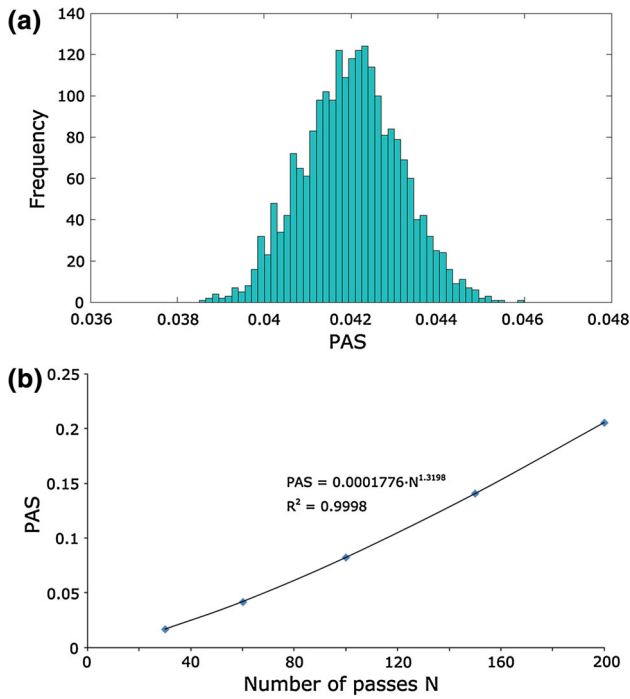 (a)
Frequency
140
120
100
80
60
40
20
0
0.036 0.038 0.04 0.042 0.044 0.046 0.048
PAS
(b)
PAS
0.25
0.2
0.15
0.1
0.05
0
PAS = 0.0001776·N^1.3198
R² = 0.9998
0 40 80 120 160 200
Number of passes N